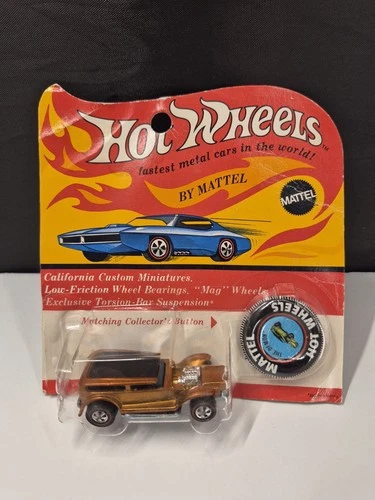 HOT WHEELS™
fastest metal cars in the world!
BY MATTEL
MATTEL
California Custom Miniatures.
Low-Friction Wheel Bearings. "Mag" Wheels
Exclusive Torsion-Bar Suspension*
Matching Collector's Button
HOT WHEELS
MATTEL